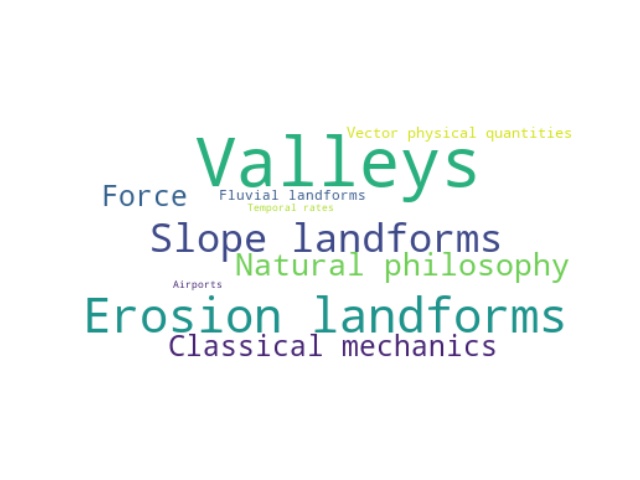 Vector physical quantities
Valleys
Force
Fluvial landforms
Temporal rates
Slope landforms
Natural philosophy
Airports
Erosion landforms
Classical mechanics